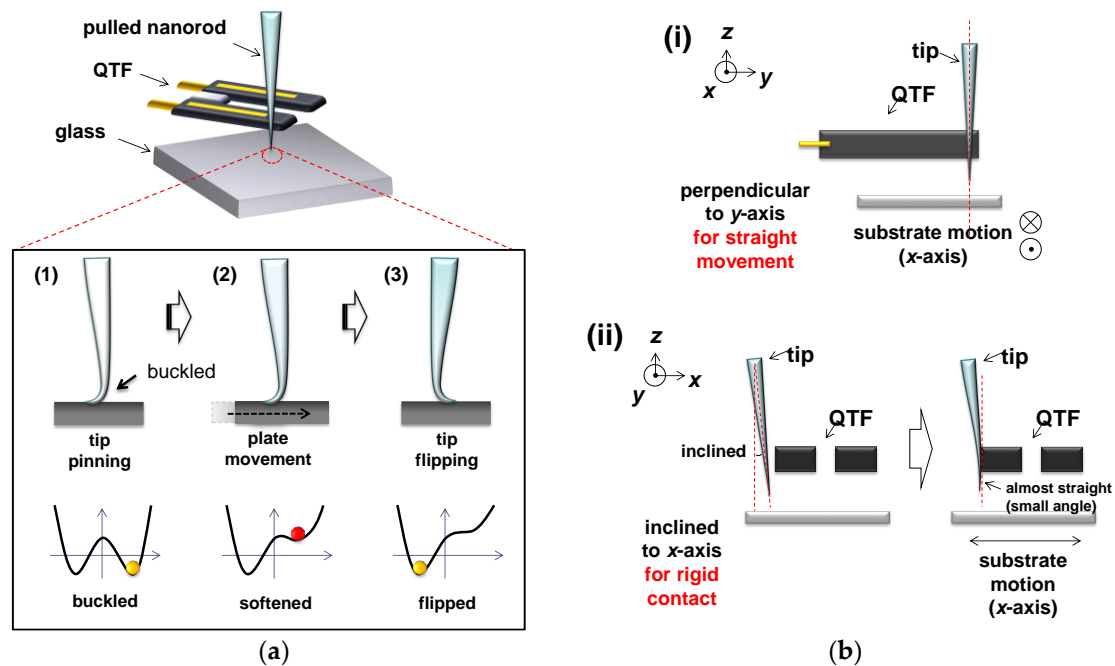 pulled nanorod
QTF
glass
(1)
(2)
(3)
buckled
tip
pinning
plate
movement
tip
flipping
buckled
softened
flipped
(a)
(i)
z
y
x
tip
QTF
perpendicular
to y-axis
for straight
movement
substrate motion
(x-axis)
(ii)
z
x
y
tip
QTF
inclined
inclined
to x-axis
for rigid
contact
tip
QTF
almost straight
(small angle)
substrate
motion
(x-axis)
(b)